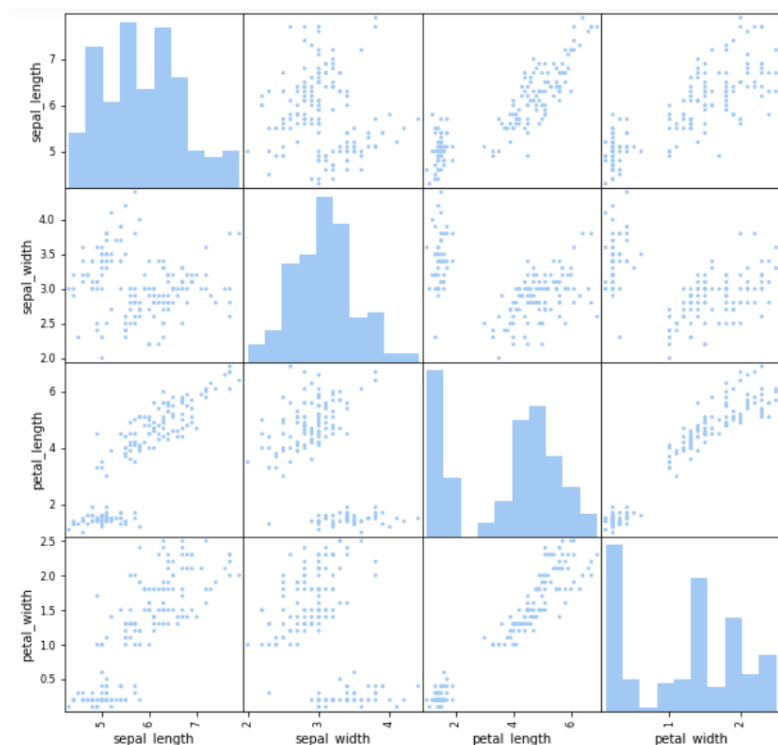 sepal_length
7
6
5
sepal_width
4.0
3.5
3.0
2.5
2.0
petal_length
6
4
2
petal_width
2.5
2.0
1.5
1.0
0.5
5 6 7 2 3 4 2 4 6 1 2
sepal_length sepal_width petal_length petal_width